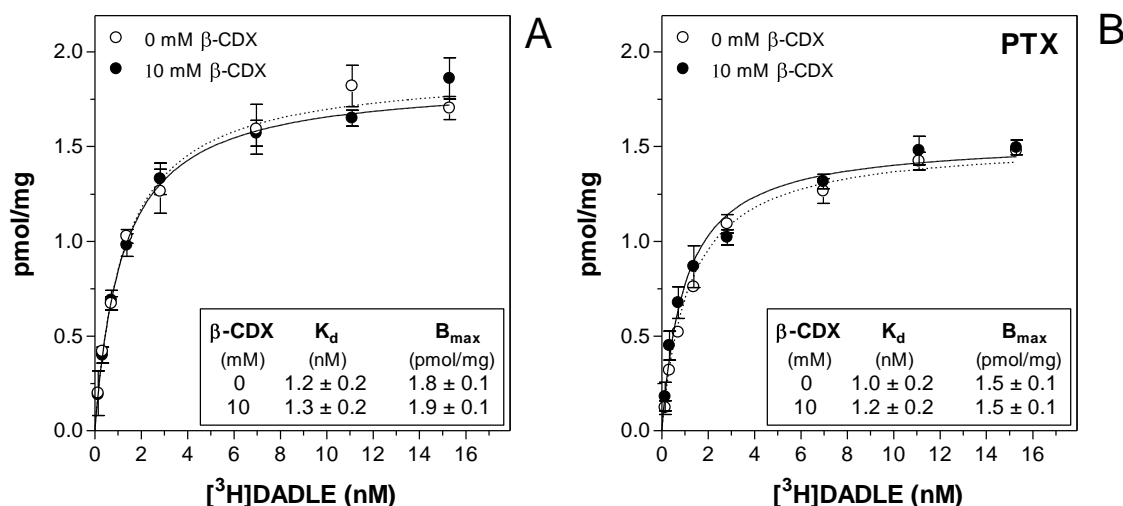 A
0 mM β-CDX
10 mM β-CDX
pmol/mg
2.0
1.5
1.0
0.5
0.0
β-CDX K_d B_max
(mM) (nM) (pmol/mg)
0 1.2 ± 0.2 1.8 ± 0.1
10 1.3 ± 0.2 1.9 ± 0.1
0 2 4 6 8 10 12 14 16
[³H]DADLE (nM)
B
PTX
0 mM β-CDX
10 mM β-CDX
pmol/mg
2.0
1.5
1.0
0.5
0.0
β-CDX K_d B_max
(mM) (nM) (pmol/mg)
0 1.0 ± 0.2 1.5 ± 0.1
10 1.2 ± 0.2 1.5 ± 0.1
0 2 4 6 8 10 12 14 16
[³H]DADLE (nM)